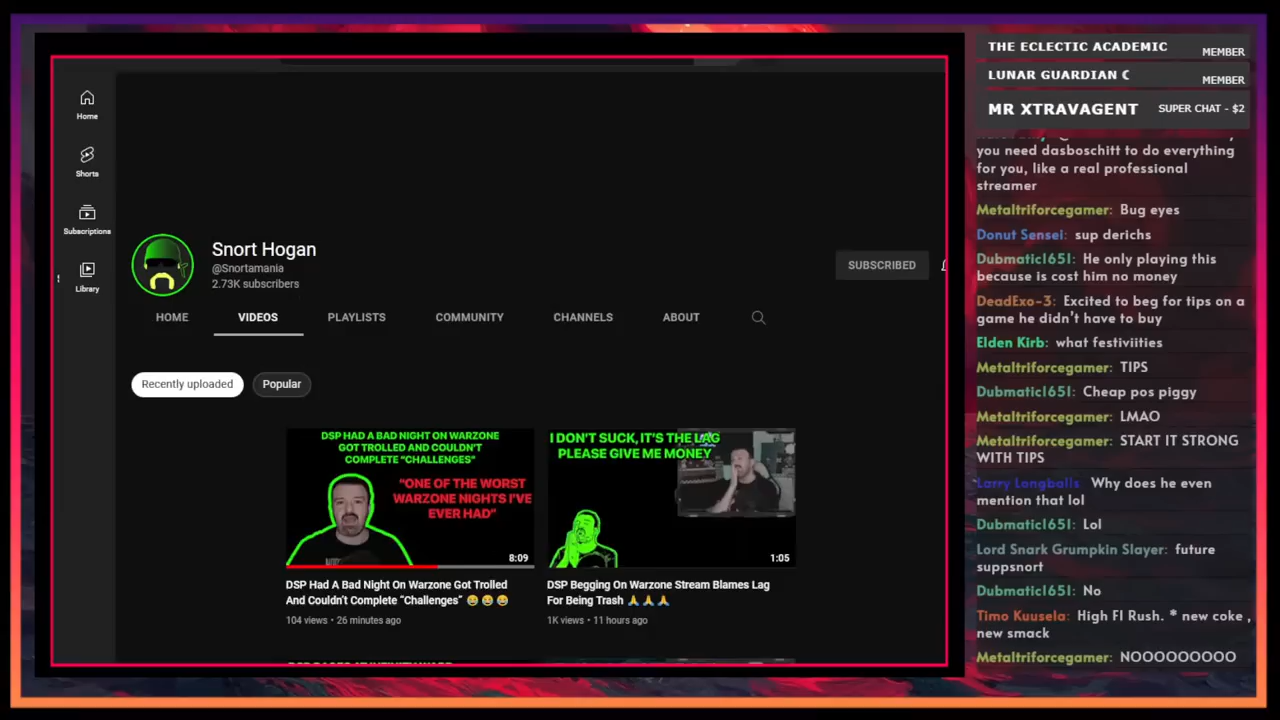 Home
Shorts
Subscriptions
Library
Snort Hogan
@Snortamania
2.73K subscribers
SUBSCRIBED
HOME
VIDEOS
PLAYLISTS
COMMUNITY
CHANNELS
ABOUT
Recently uploaded
Popular
DSP HAD A BAD NIGHT ON WARZONE
GOT TROLLED AND COULDN'T
COMPLETE "CHALLENGES"
"ONE OF THE WORST
WARZONE NIGHTS I'VE
EVER HAD"
8:09
DSP Had A Bad Night On Warzone Got Trolled
And Couldn't Complete "Challenges" 😂 😂 😂
104 views • 26 minutes ago
I DON'T SUCK, IT'S THE LAG
PLEASE GIVE ME MONEY
1:05
DSP Begging On Warzone Stream Blames Lag
For Being Trash 🙏 🙏 🙏
1K views • 11 hours ago
THE ECLECTIC ACADEMIC MEMBER
LUNAR GUARDIAN MEMBER
MR XTRAVAGENT SUPER CHAT - $2
you need dasboschitt to do everything
for you, like a real professional
streamer
Metaltriforcegamer: Bug eyes
Donut Sensei: sup derichs
Dubmatic1651: He only playing this
because is cost him no money
DeadExo-3: Excited to beg for tips on a
game he didn't have to buy
Elden Kirb: what festiviities
Metaltriforcegamer: TIPS
Dubmatic1651: Cheap pos piggy
Metaltriforcegamer: LMAO
Metaltriforcegamer: START IT STRONG
WITH TIPS
Larry Longballs: Why does he even
mention that lol
Dubmatic1651: Lol
Lord Snark Grumpkin Slayer: future
suppsnort
Dubmatic1651: No
Timo Kuusela: High FI Rush. * new coke ,
new smack
Metaltriforcegamer: NOOOOOOOOO